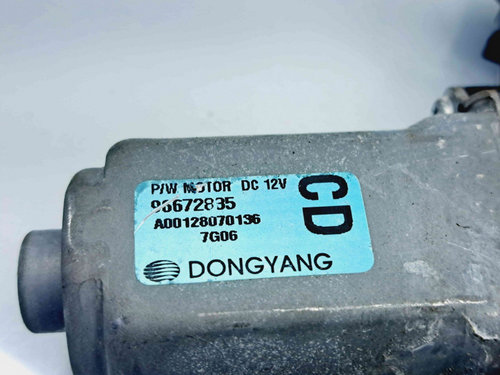 P/W MOTOR DC 12V
96672835
A00128070136
7G06
CD
DONGYANG